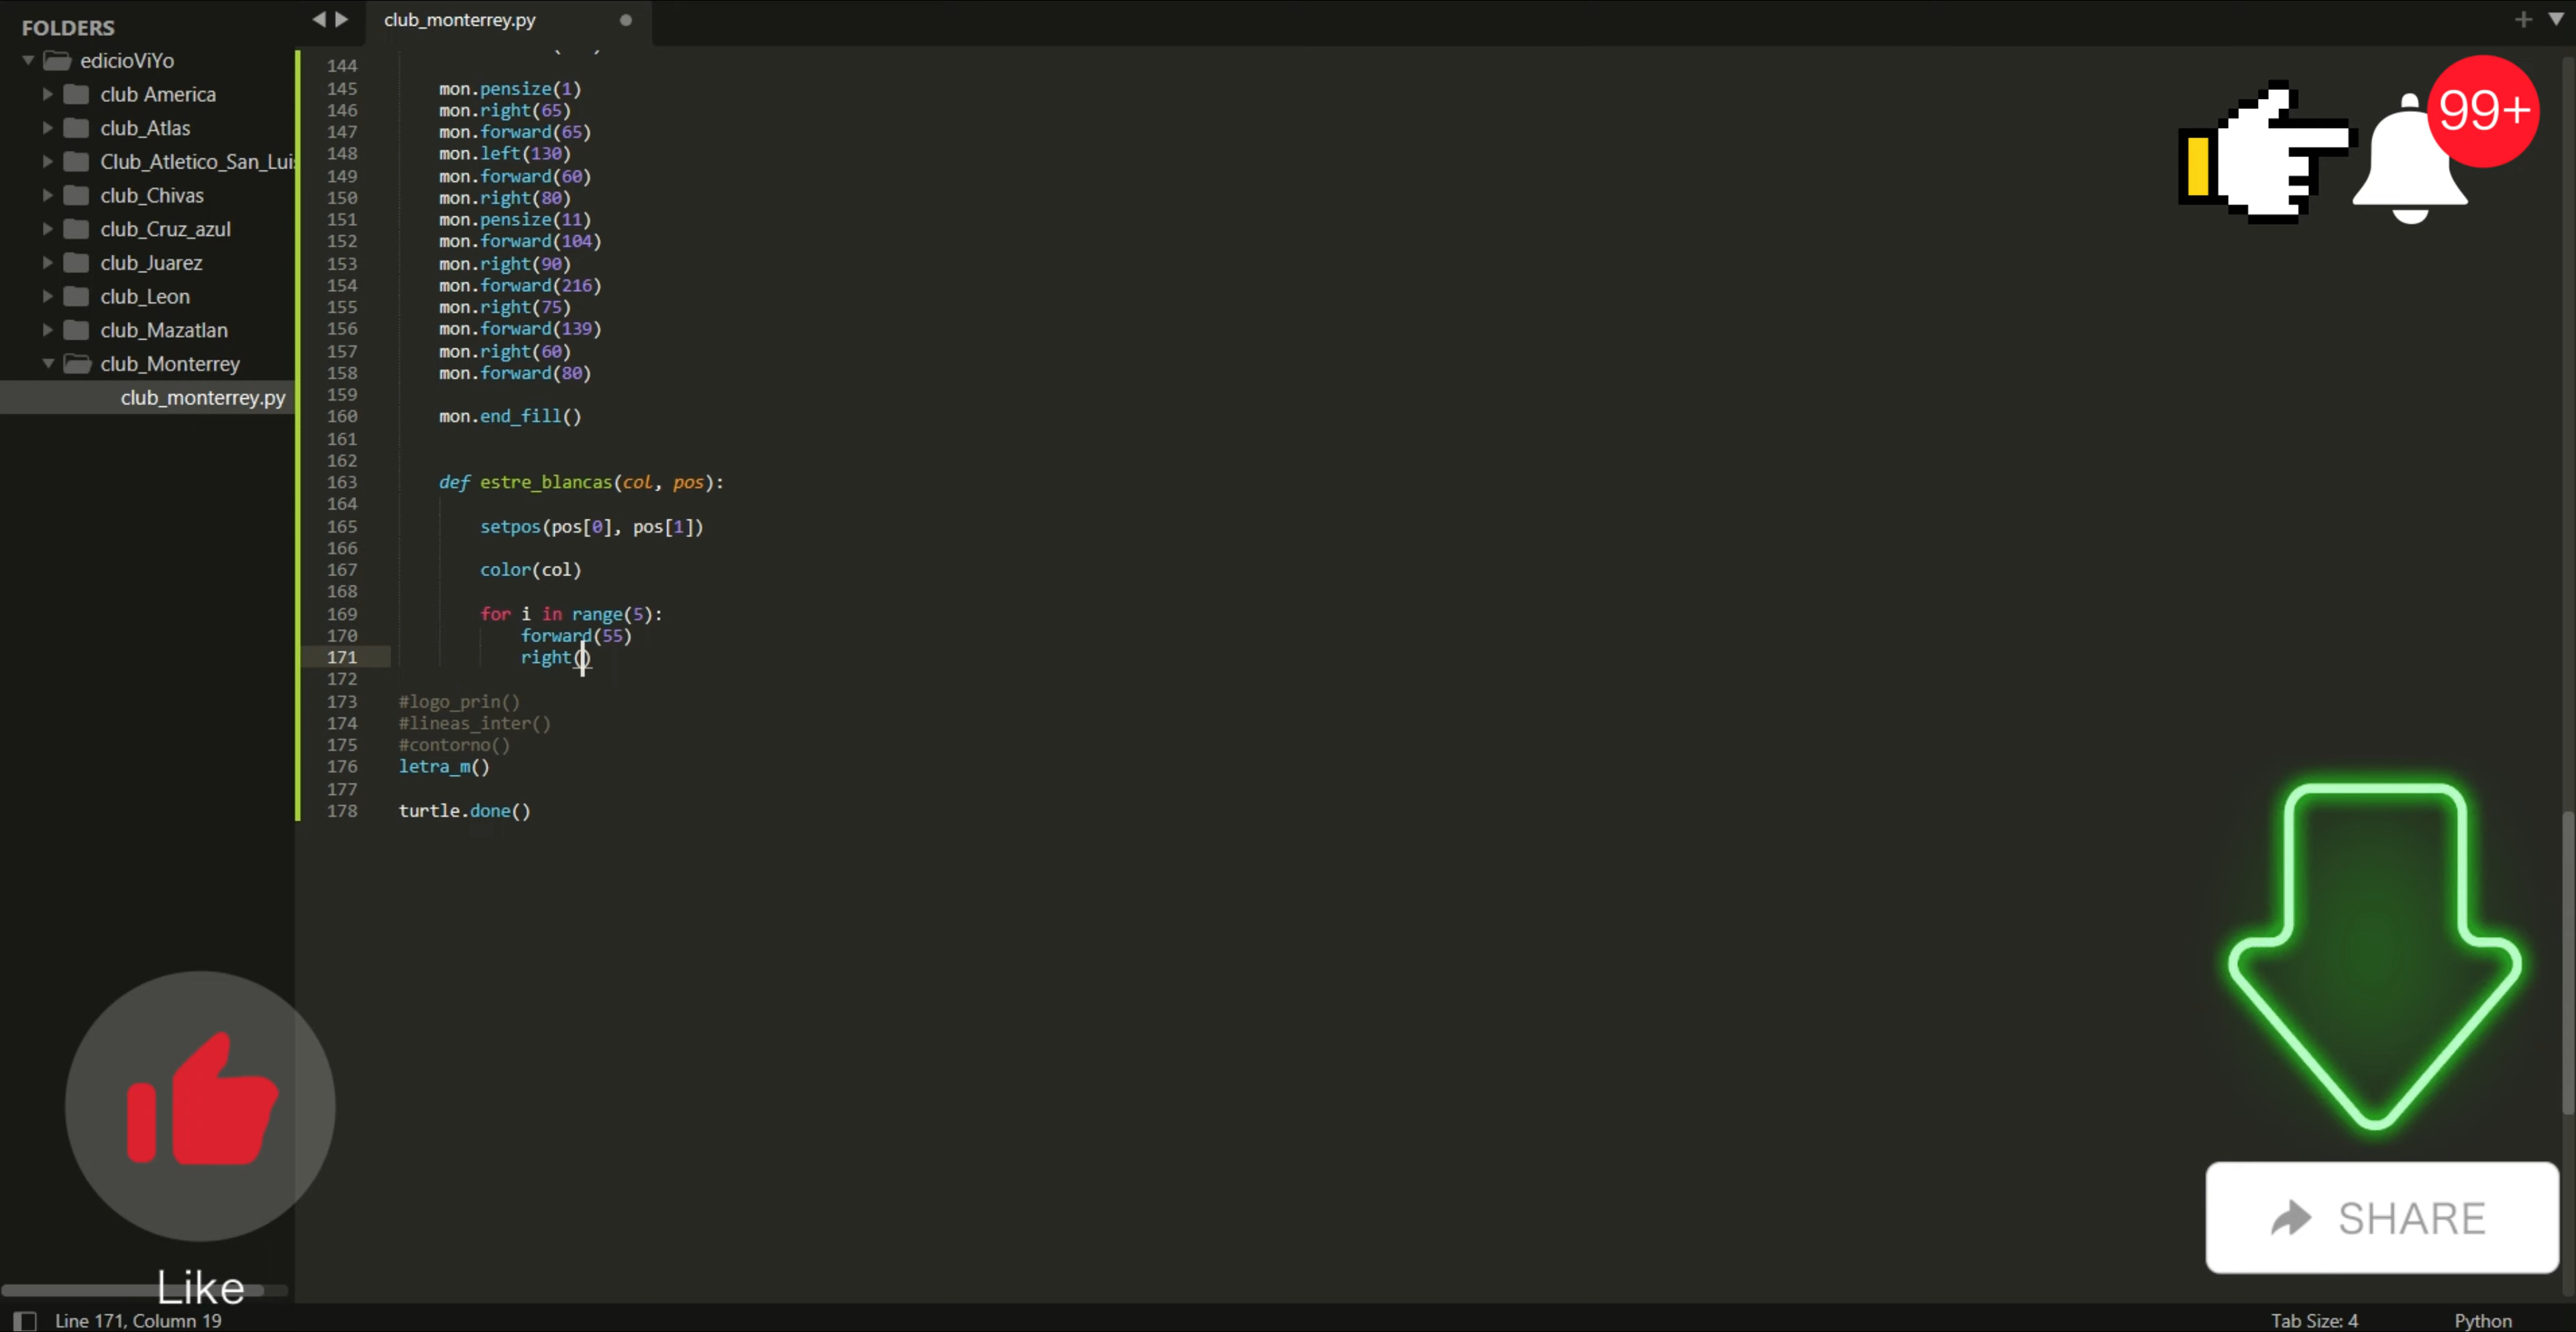 FOLDERS
edicioViYo
club America
club_Atlas
Club_Atletico_San_Luis
club_Chivas
club_Cruz_azul
club_Juarez
club_Leon
club_Mazatlan
club_Monterrey
club_monterrey.py
club_monterrey.py
144
145 mon.pensize(1)
146 mon.right(65)
147 mon.forward(65)
148 mon.left(130)
149 mon.forward(60)
150 mon.right(80)
151 mon.pensize(11)
152 mon.forward(104)
153 mon.right(90)
154 mon.forward(216)
155 mon.right(75)
156 mon.forward(139)
157 mon.right(60)
158 mon.forward(80)
159
160 mon.end_fill()
161
162
163 def estre_blancas(col, pos):
164
165 setpos(pos[0], pos[1])
166
167 color(col)
168
169 for i in range(5):
170 forward(55)
171 right()
172
173 #logo_prin()
174 #lineas_inter()
175 #contorno()
176 letra_m()
177
178 turtle.done()
99+
SHARE
Like
Line 171, Column 19
Tab Size: 4
Python